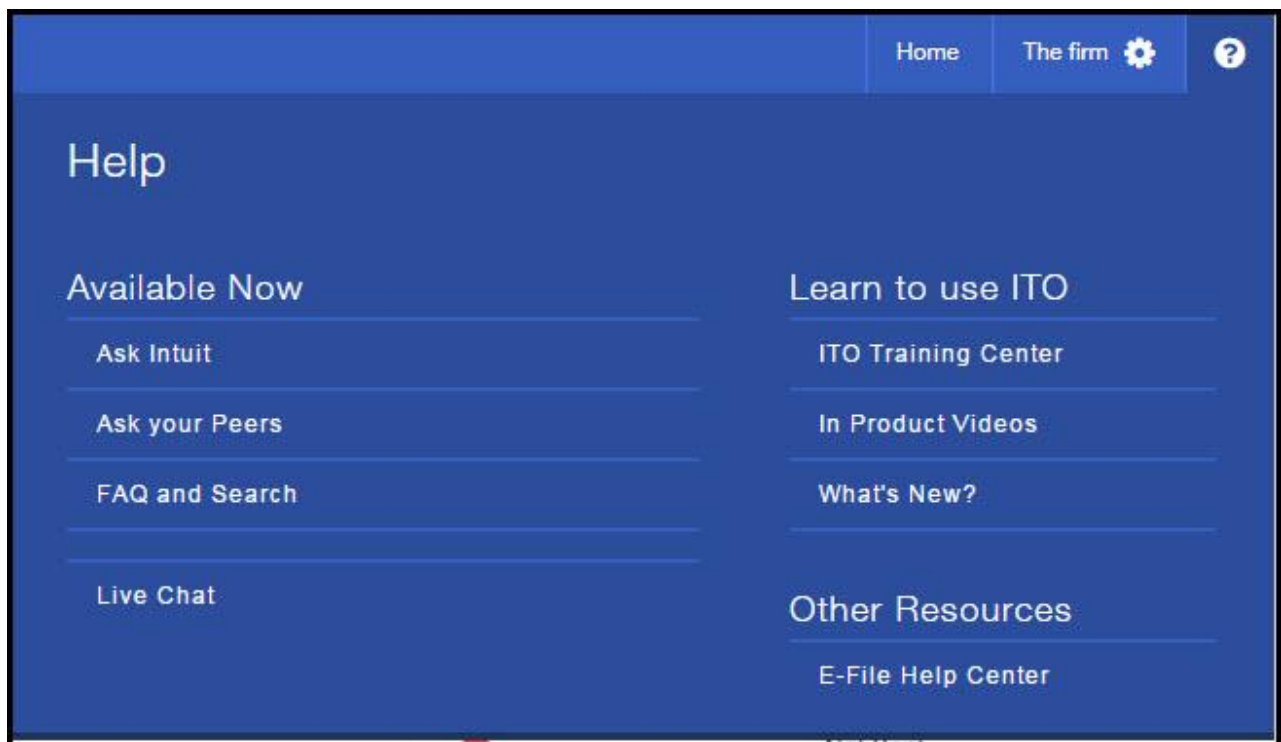 Home
The firm
Help
Available Now
Ask Intuit
Ask your Peers
FAQ and Search
Live Chat
Learn to use ITO
ITO Training Center
In Product Videos
What's New?
Other Resources
E-File Help Center